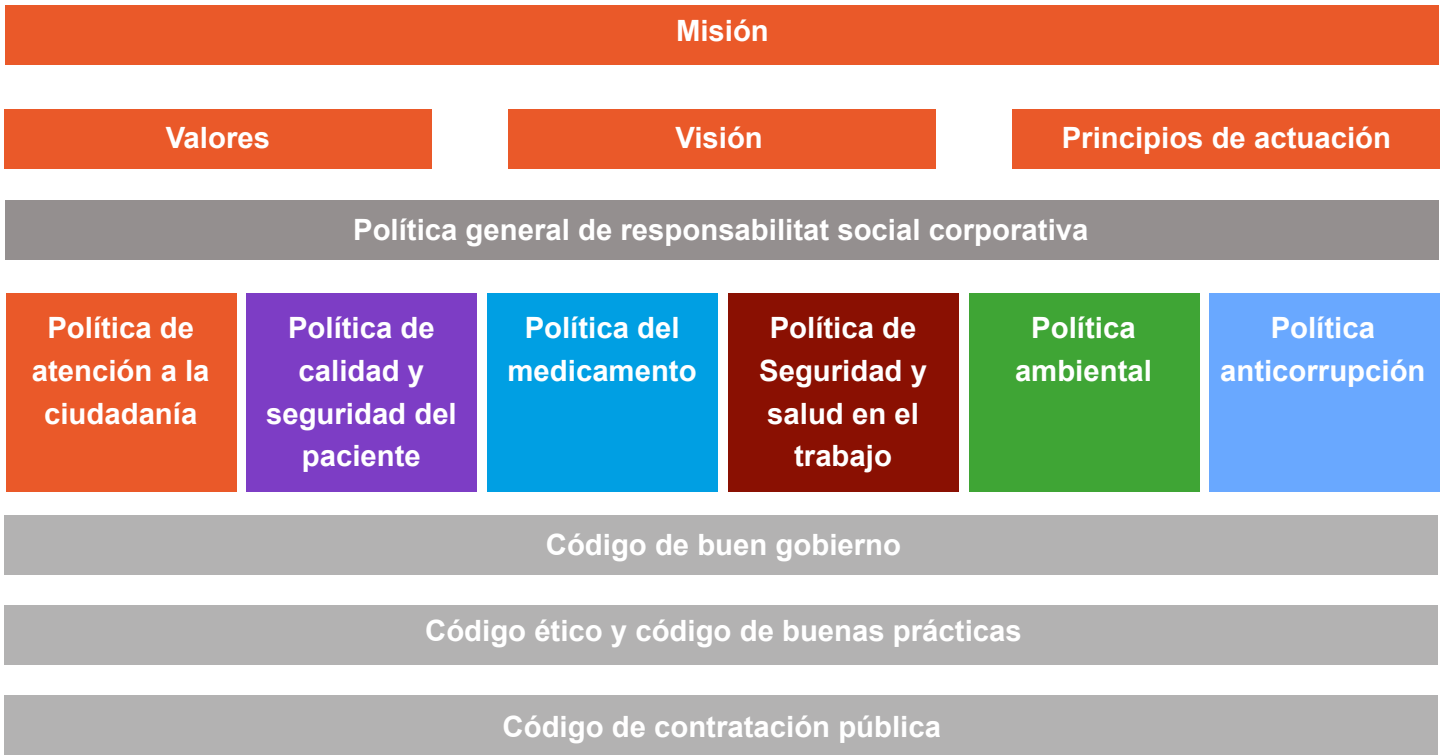 Misión
Valores
Visión
Principios de actuación
Política general de responsabilitat social corporativa
Política de
atención a la
ciudadanía
Política de
calidad y
seguridad del
paciente
Política del
medicamento
Política de
Seguridad y
salud en el
trabajo
Política
ambiental
Política
anticorrupción
Código de buen gobierno
Código ético y código de buenas prácticas
Código de contratación pública